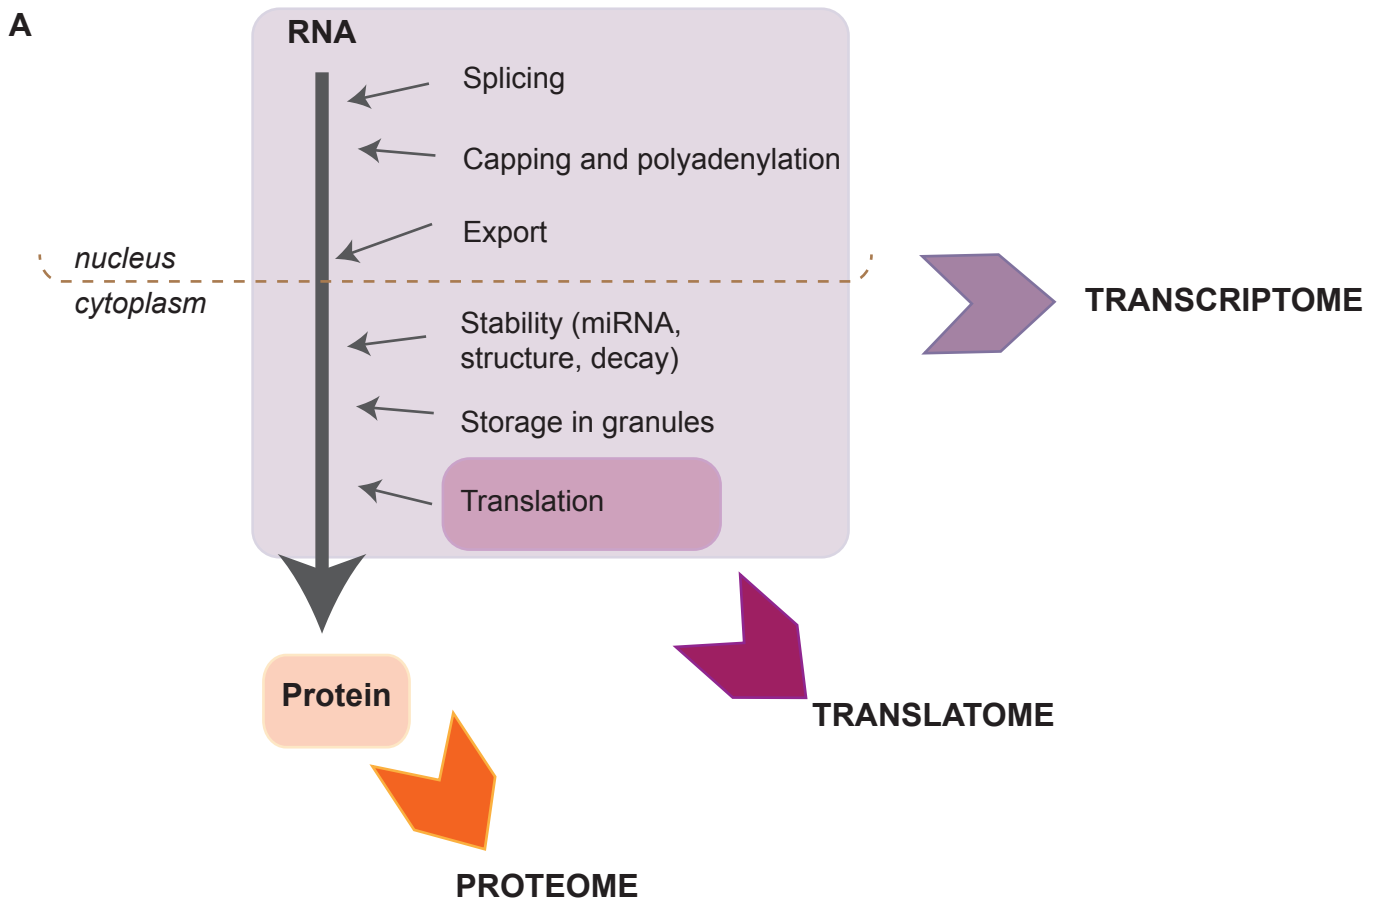 A
RNA
Splicing
Capping and polyadenylation
Export
nucleus
cytoplasm
TRANSCRIPTOME
Stability (miRNA,
structure, decay)
Storage in granules
Translation
Protein
TRANSLATOME
PROTEOME